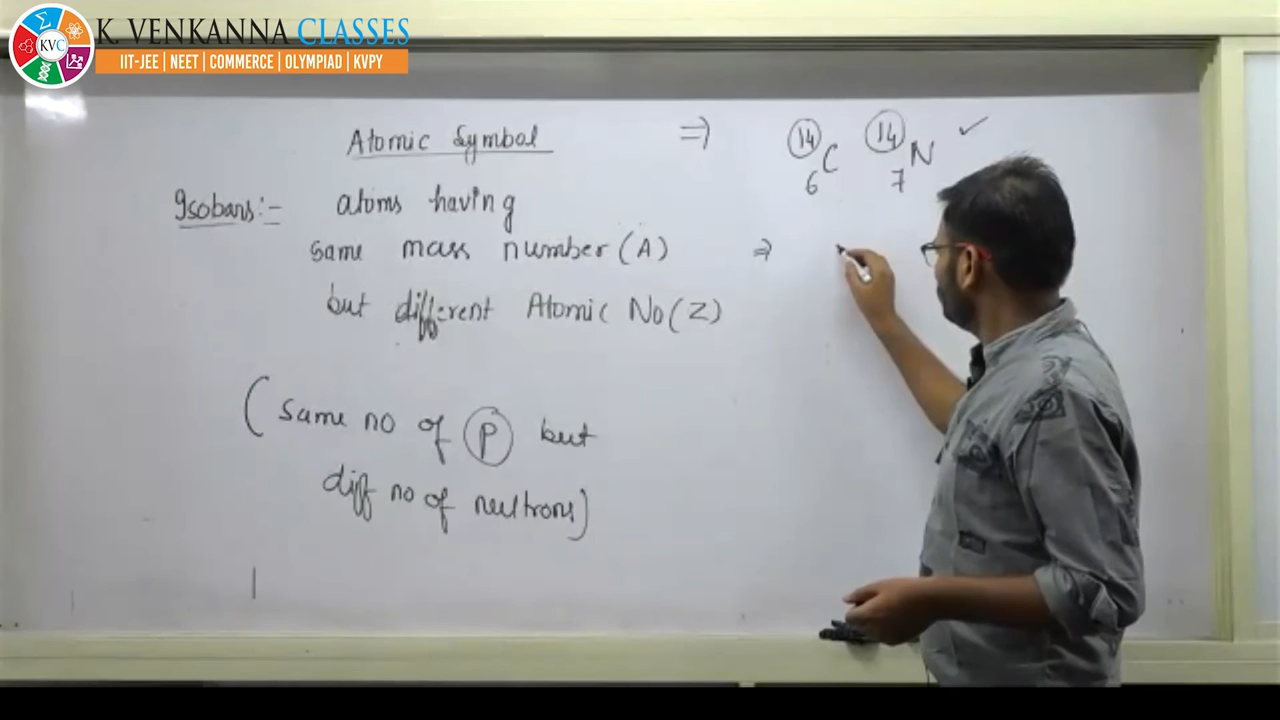 KVC
K. VENKANNA CLASSES
IIT-JEE | NEET | COMMERCE | OLYMPIAD | KVPY
Atomic Symbol ⇒ 14 6 C 14 7 N ✓
Isobars:- atoms having
same mass number (A) ⇒
but different Atomic No (Z)
(same no of P but
diff no of neutrons)